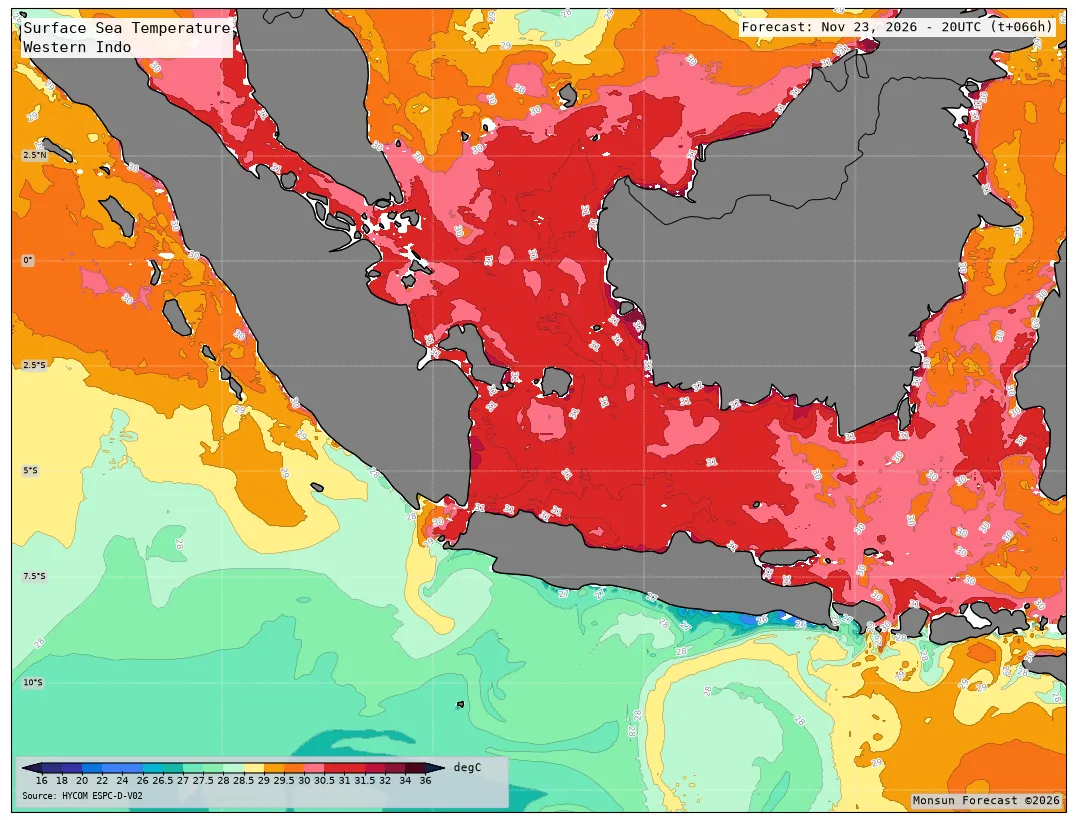 Surface Sea Temperature
Western Indo
Forecast: Nov 23, 2026 - 20UTC (t+066h)
2.5°N
0°
2.5°S
5°S
7.5°S
10°S
degC
16 18 20 22 24 26 26.5 27 27.5 28 28.5 29 29.5 30 30.5 31 31.5 32 34 36
Source: HYCOM ESPC-D-V02
Monsun Forecast ©2026